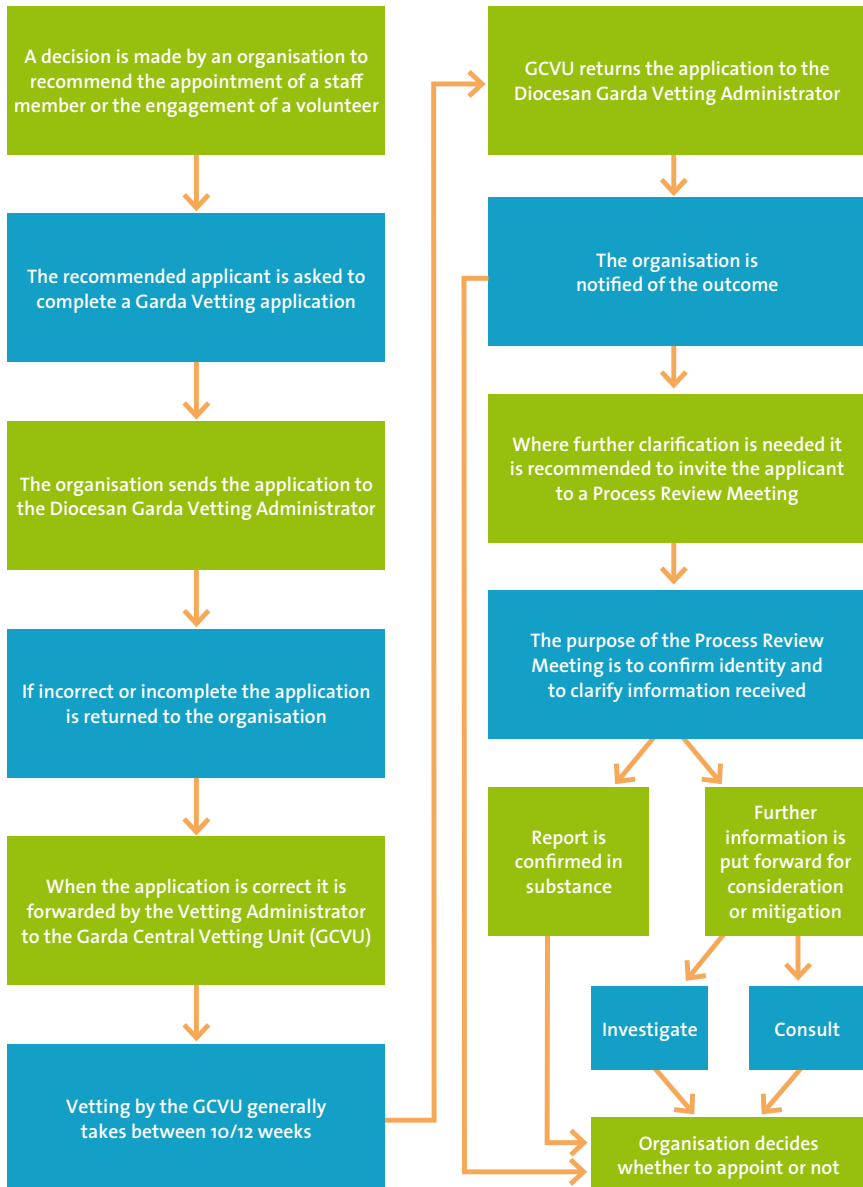 A decision is made by an organisation to
recommend the appointment of a staff
member or the engagement of a volunteer
The recommended applicant is asked to
complete a Garda Vetting application
The organisation sends the application to
the Diocesan Garda Vetting Administrator
If incorrect or incomplete the application
is returned to the organisation
When the application is correct it is
forwarded by the Vetting Administrator
to the Garda Central Vetting Unit (GCVU)
Vetting by the GCVU generally
takes between 10/12 weeks
GCVU returns the application to the
Diocesan Garda Vetting Administrator
The organisation is
notified of the outcome
Where further clarification is needed it
is recommended to invite the applicant
to a Process Review Meeting
The purpose of the Process Review
Meeting is to confirm identity and
to clarify information received
Report is
confirmed in
substance
Further
information is
put forward for
consideration
or mitigation
Investigate
Consult
Organisation decides
whether to appoint or not